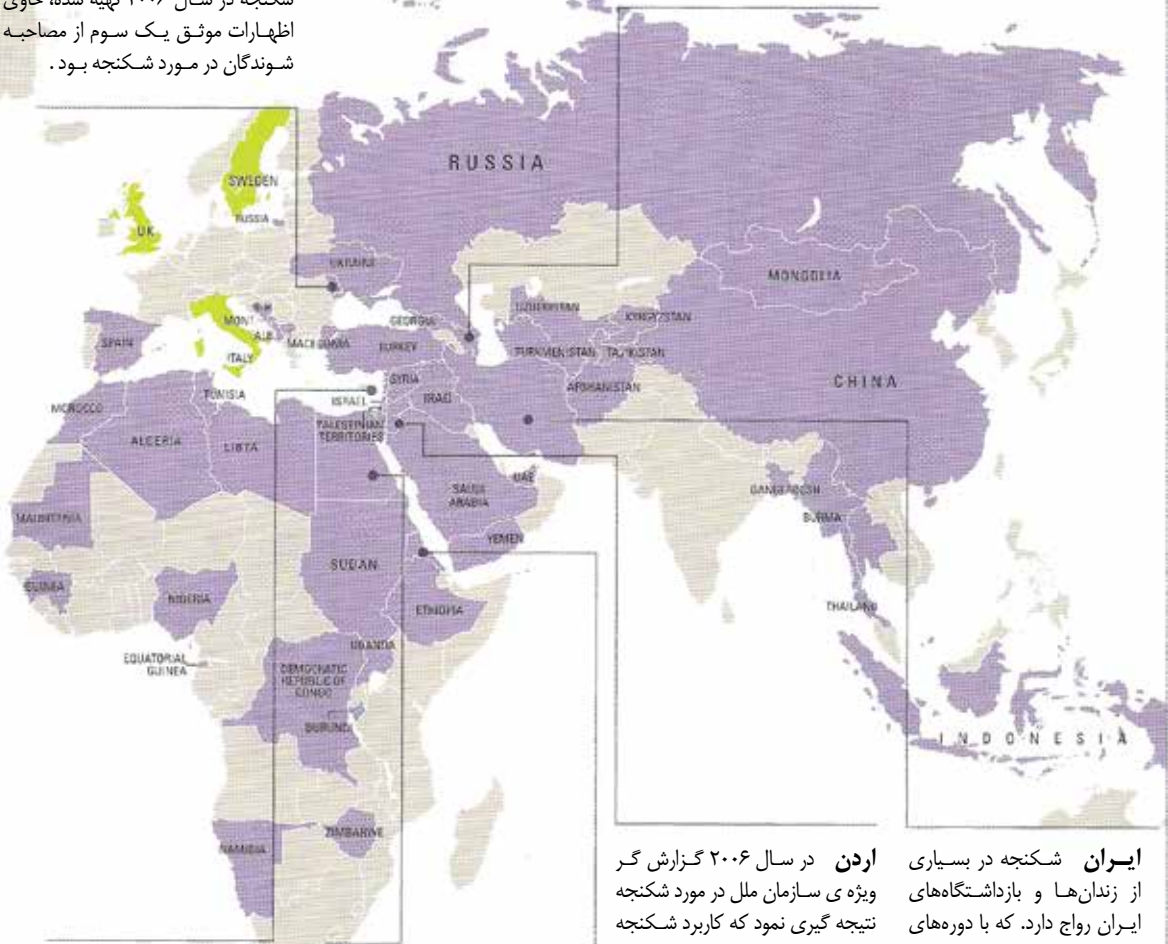 شکنجه در سال ۲۰۰۶ تهیه شده، حاوی
اظهارات موثق یک سوم از مصاحبه
شوندگان در مورد شکنجه بود.
RUSSIA
SWEDEN
RUSSIA
UK
UKRAINE
MONGOLIA
UZBEKISTAN
KYRGYZSTAN
B-H
MONT
GEORGIA
ALB
MACEDONIA
SPAIN
ITALY
TURKEY
TURKMENISTAN
TAJIKISTAN
SYRIA
AFGHANISTAN
CHINA
TUNISIA
ISRAEL
IRAQ
MOROCCO
PALESTINIAN
TERRITORIES
ALGERIA
LIBYA
SAUDI
ARABIA
UAE
BANGLADESH
MAURITANIA
BURMA
YEMEN
SUDAN
GUINEA
NIGERIA
ETHIOPIA
THAILAND
UGANDA
EQUATORIAL
GUINEA
DEMOCRATIC
REPUBLIC OF
CONGO
BURUNDI
INDONESIA
ZIMBABWE
NAMIBIA
ایران شکنجه در بسیاری
از زندان‌ها و بازداشتگاه‌های
ایران رواج دارد. که با دوره‌های
اردن در سال ۲۰۰۶ گزارش گر
ویژه ی سازمان ملل در مورد شکنجه
نتیجه گیری نمود که کاربرد شکنجه